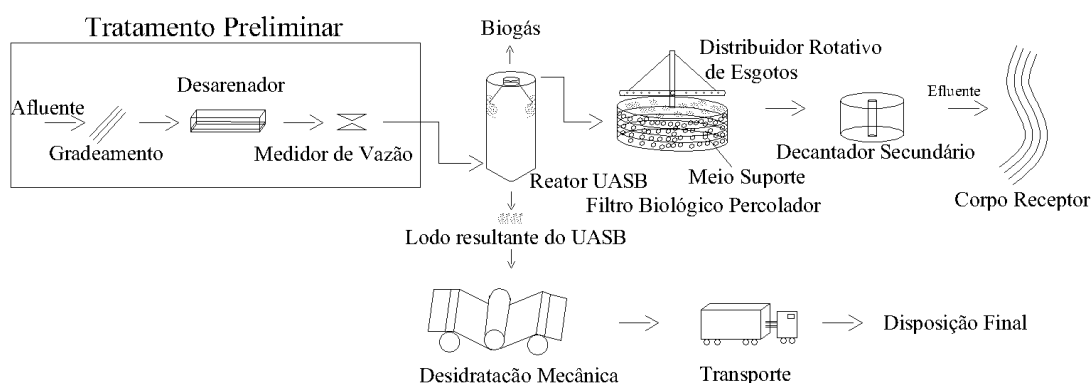 Tratamento Preliminar
Afluente
Gradeamento
Desarenador
Medidor de Vazão
Biogás
Reator UASB
Distribuidor Rotativo
de Esgotos
Meio Suporte
Filtro Biológico Percolador
Decantador Secundário
Efluente
Corpo Receptor
Lodo resultante do UASB
Desidratação Mecânica
Transporte
Disposição Final